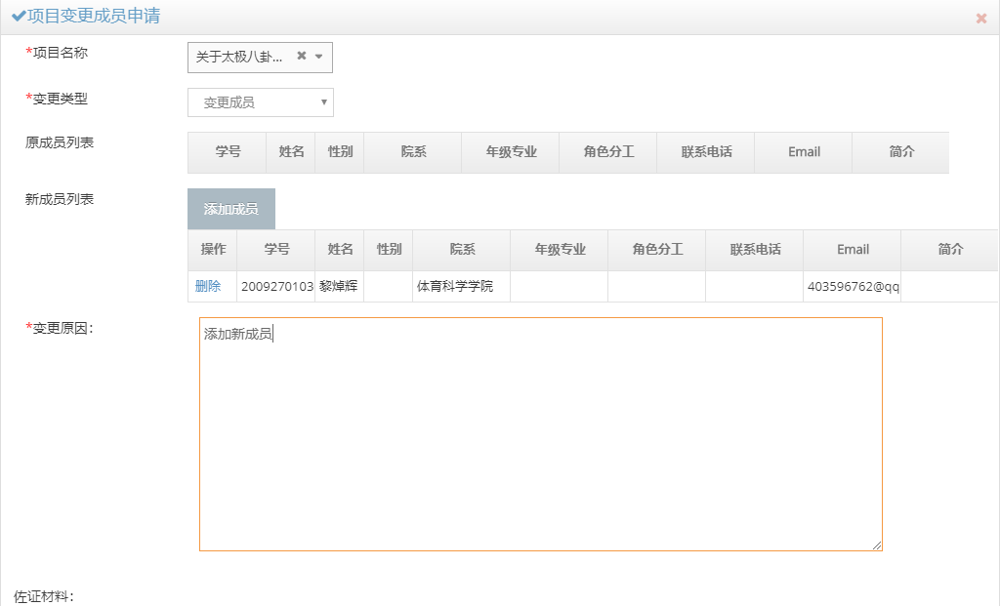 项目变更成员申请
*项目名称 关于太极八卦...
*变更类型 变更成员
原成员列表 学号 姓名 性别 院系 年级专业 角色分工 联系电话 Email 简介
新成员列表 添加成员
操作 学号 姓名 性别 院系 年级专业 角色分工 联系电话 Email 简介
删除 2009270103 黎焯辉 体育科学学院 403596762@qq
*变更原因: 添加新成员
佐证材料: